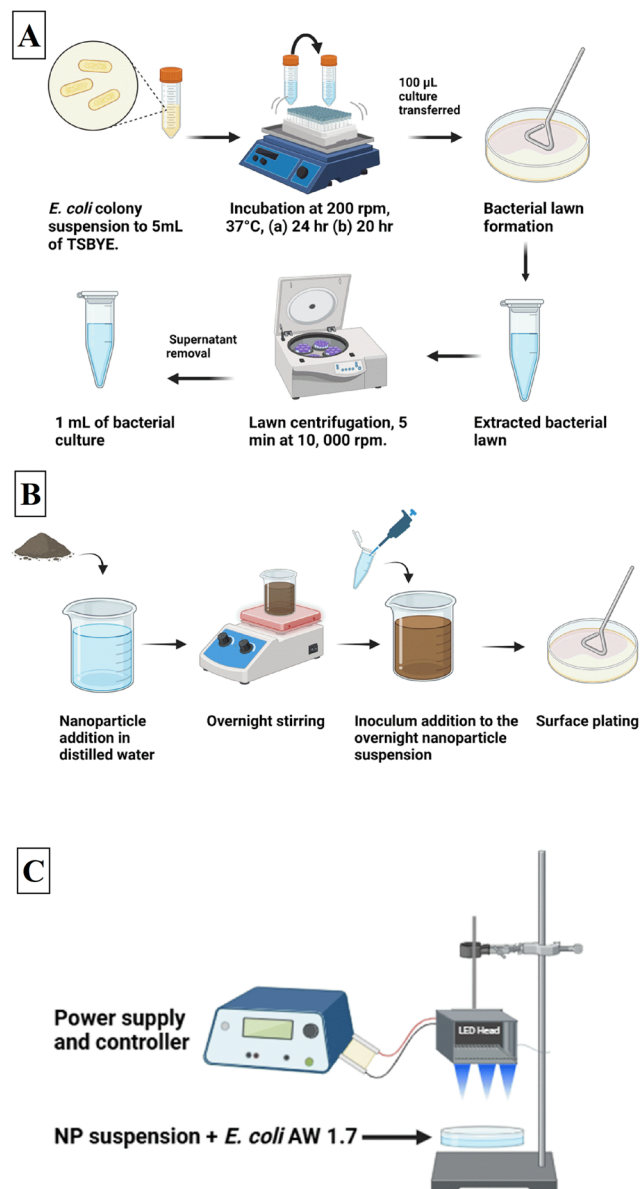 A
100 µL
culture
transferred
E. coli colony
suspension to 5mL
of TSBYE.
Incubation at 200 rpm,
37°C, (a) 24 hr (b) 20 hr
Bacterial lawn
formation
Supernatant
removal
1 mL of bacterial
culture
Lawn centrifugation, 5
min at 10, 000 rpm.
Extracted bacterial
lawn
B
Nanoparticle
addition in
distilled water
Overnight stirring
Inoculum addition to the
overnight nanoparticle
suspension
Surface plating
C
Power supply
and controller
LED Head
NP suspension + E. coli AW 1.7